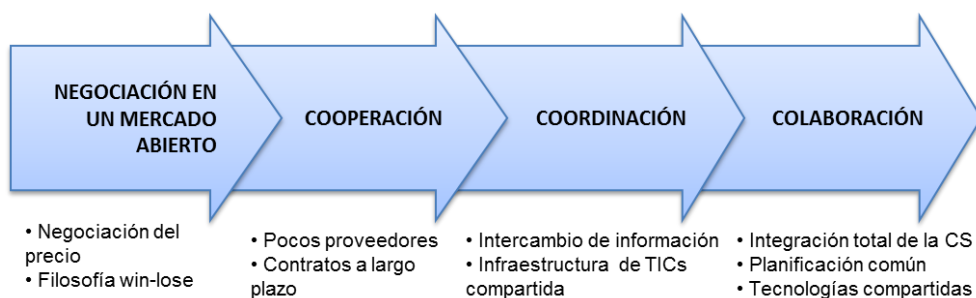 NEGOCIACIÓN EN
UN MERCADO
ABIERTO
COOPERACIÓN
COORDINACIÓN
COLABORACIÓN
• Negociación del
precio
• Filosofía win-lose
• Pocos proveedores
• Contratos a largo
plazo
• Intercambio de información
• Infraestructura de TICs
compartida
• Integración total de la CS
• Planificación común
• Tecnologías compartidas